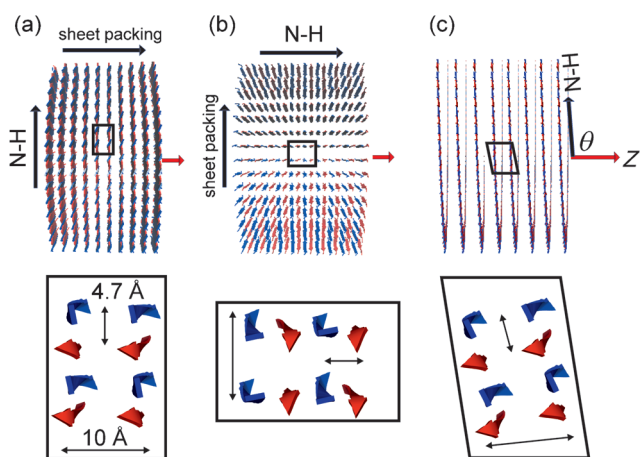 (a)
sheet packing
N-H
(b)
N-H
sheet packing
(c)
N-H
θ
Z
4.7 Å
10 Å